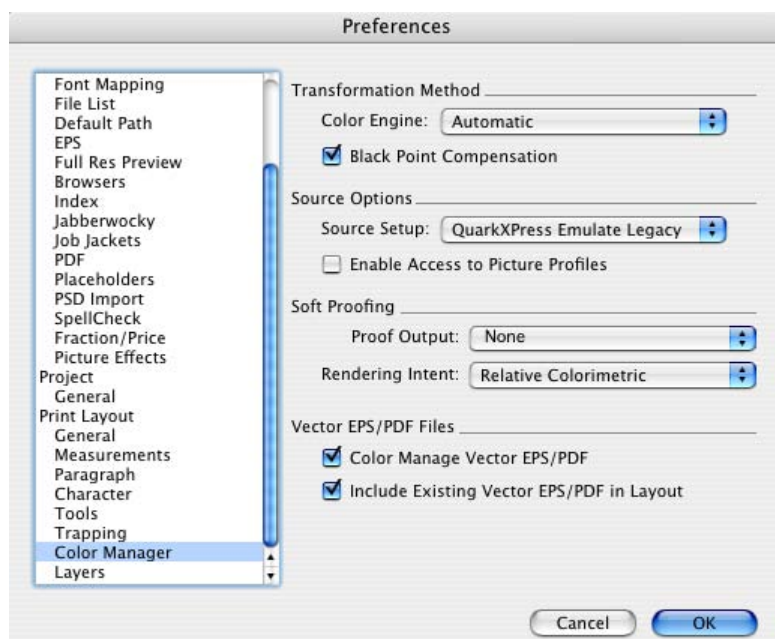 Preferences
Font Mapping
File List
Default Path
EPS
Full Res Preview
Browsers
Index
Jabberwocky
Job Jackets
PDF
Placeholders
PSD Import
SpellCheck
Fraction/Price
Picture Effects
Project
General
Print Layout
General
Measurements
Paragraph
Character
Tools
Trapping
Color Manager
Layers
Transformation Method
Color Engine: Automatic
Black Point Compensation
Source Options
Source Setup: QuarkXPress Emulate Legacy
Enable Access to Picture Profiles
Soft Proofing
Proof Output: None
Rendering Intent: Relative Colorimetric
Vector EPS/PDF Files
Color Manage Vector EPS/PDF
Include Existing Vector EPS/PDF in Layout
Cancel OK